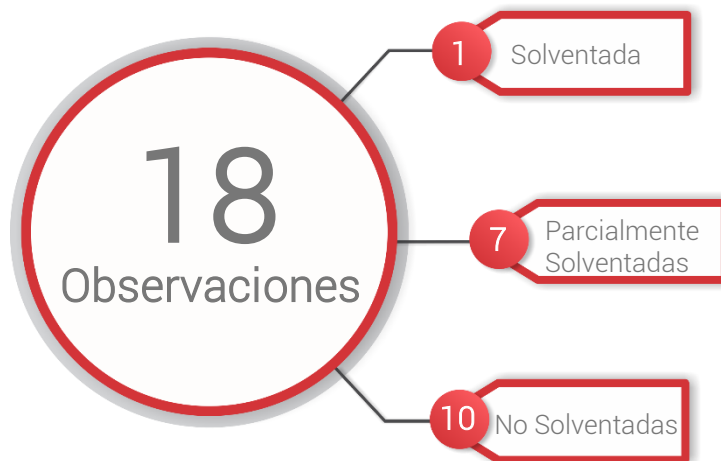 18
Observaciones
1
Solventada
7
Parcialmente
Solventadas
10
No Solventadas